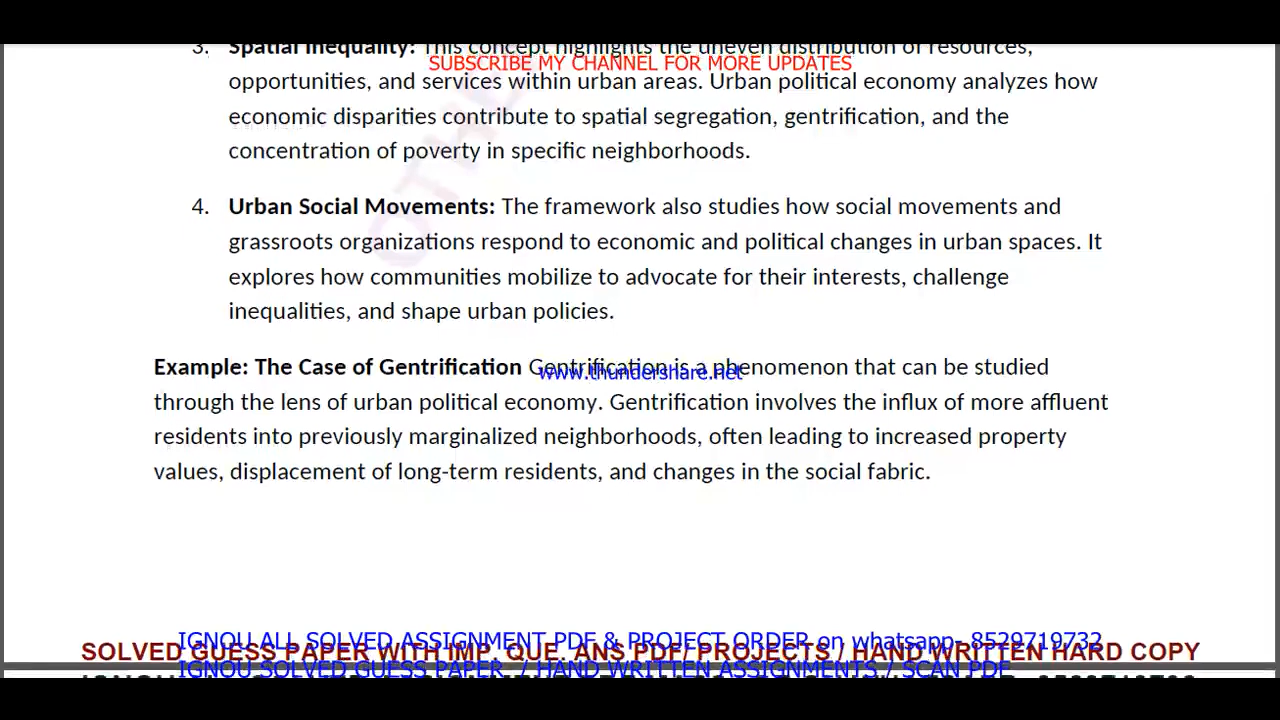 3. Spatial Inequality: This concept highlights the uneven distribution of resources,
SUBSCRIBE MY CHANNEL FOR MORE UPDATES
opportunities, and services within urban areas. Urban political economy analyzes how
economic disparities contribute to spatial segregation, gentrification, and the
concentration of poverty in specific neighborhoods.
4. Urban Social Movements: The framework also studies how social movements and
grassroots organizations respond to economic and political changes in urban spaces. It
explores how communities mobilize to advocate for their interests, challenge
inequalities, and shape urban policies.
Example: The Case of Gentrification Gentrification is a phenomenon that can be studied
www.thundershare.net
through the lens of urban political economy. Gentrification involves the influx of more affluent
residents into previously marginalized neighborhoods, often leading to increased property
values, displacement of long-term residents, and changes in the social fabric.
IGNOU ALL SOLVED ASSIGNMENT PDF & PROJECT ORDER on whatsapp- 8529719732
SOLVED GUESS PAPER WITH IMP. QUE. ANS PDF/ PROJECTS / HAND WRITTEN HARD COPY
IGNOU SOLVED GUESS PAPER / HAND WRITTEN ASSIGNMENTS / SCAN PDF